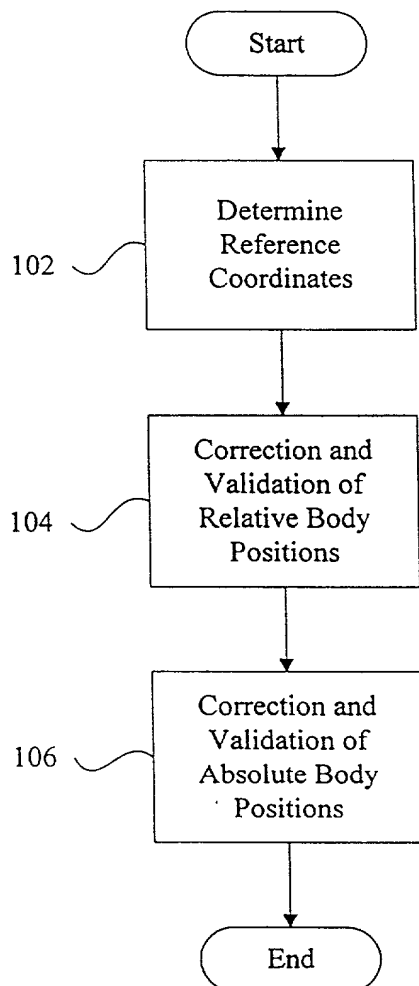 Start
Determine
Reference
Coordinates
102
Correction and
Validation of
Relative Body
Positions
104
Correction and
Validation of
Absolute Body
Positions
106
End